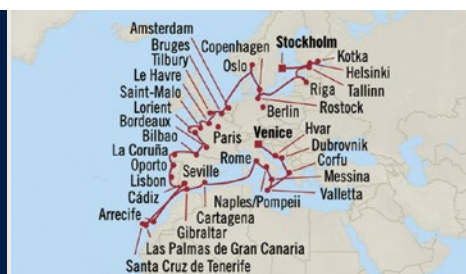 Amsterdam
Bruges
Tilbury
Le Havre
Saint-Malo
Lorient
Bordeaux
Bilbao
La Coruña
Oporto
Lisbon
Cádiz
Arrecife
Copenhagen
Oslo
Stockholm
Kotka
Helsinki
Tallinn
Riga
Rostock
Berlin
Paris
Venice
Hvar
Dubrovnik
Corfu
Messina
Valletta
Rome
Seville
Naples/Pompeii
Cartagena
Gibraltar
Las Palmas de Gran Canaria
Santa Cruz de Tenerife